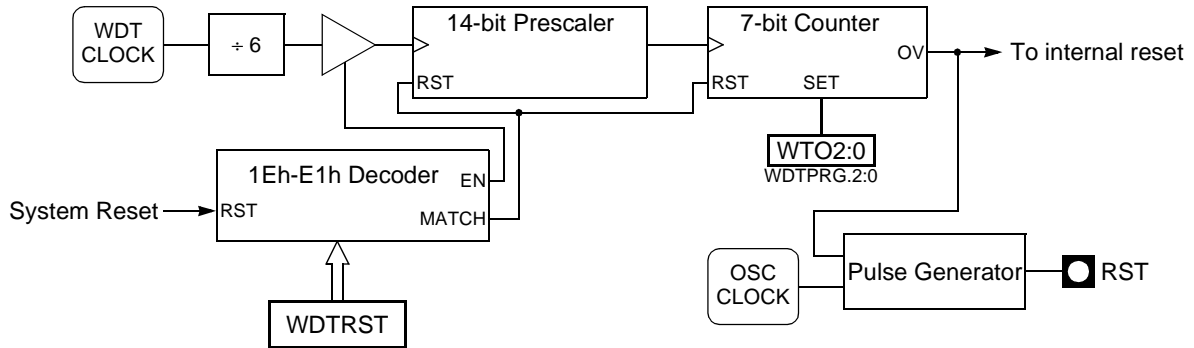 WDT
CLOCK
÷ 6
14-bit Prescaler
RST
7-bit Counter
OV
RST
SET
To internal reset
WTO2:0
WDTPRG.2:0
1Eh-E1h Decoder
EN
RST
MATCH
System Reset
WDTRST
OSC
CLOCK
Pulse Generator
RST